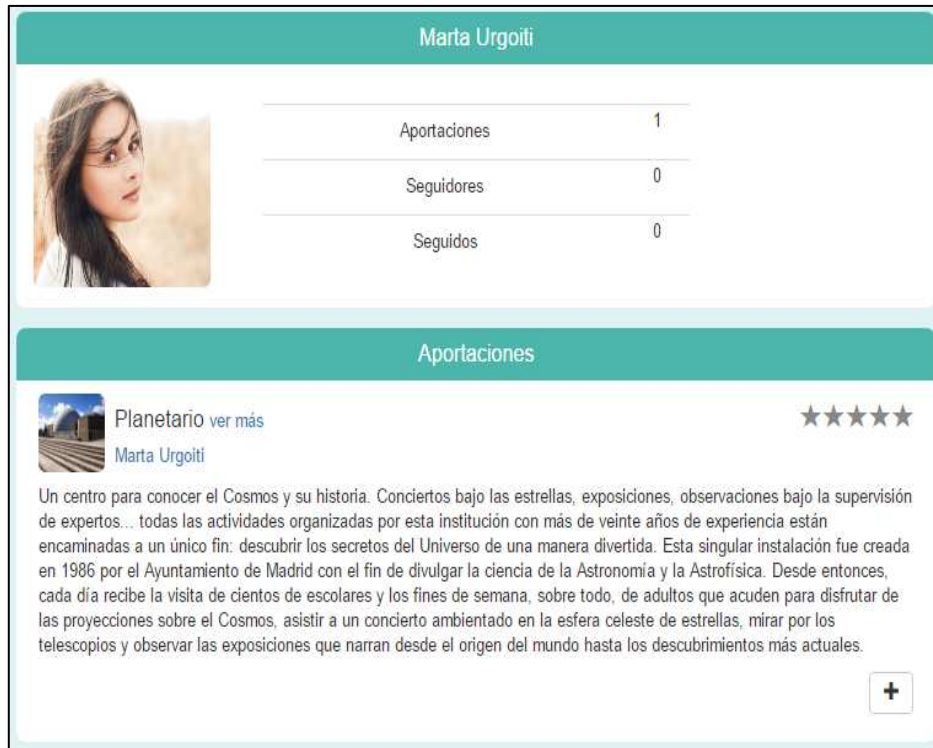 Marta Urgoiti
Aportaciones 1
Seguidores 0
Seguidos 0
Aportaciones
Planetario ver más
Marta Urgoiti
Un centro para conocer el Cosmos y su historia. Conciertos bajo las estrellas, exposiciones, observaciones bajo la supervisión
de expertos... todas las actividades organizadas por esta institución con más de veinte años de experiencia están
encaminadas a un único fin: descubrir los secretos del Universo de una manera divertida. Esta singular instalación fue creada
en 1986 por el Ayuntamiento de Madrid con el fin de divulgar la ciencia de la Astronomía y la Astrofísica. Desde entonces,
cada día recibe la visita de cientos de escolares y los fines de semana, sobre todo, de adultos que acuden para disfrutar de
las proyecciones sobre el Cosmos, asistir a un concierto ambientado en la esfera celeste de estrellas, mirar por los
telescopios y observar las exposiciones que narran desde el origen del mundo hasta los descubrimientos más actuales.
+